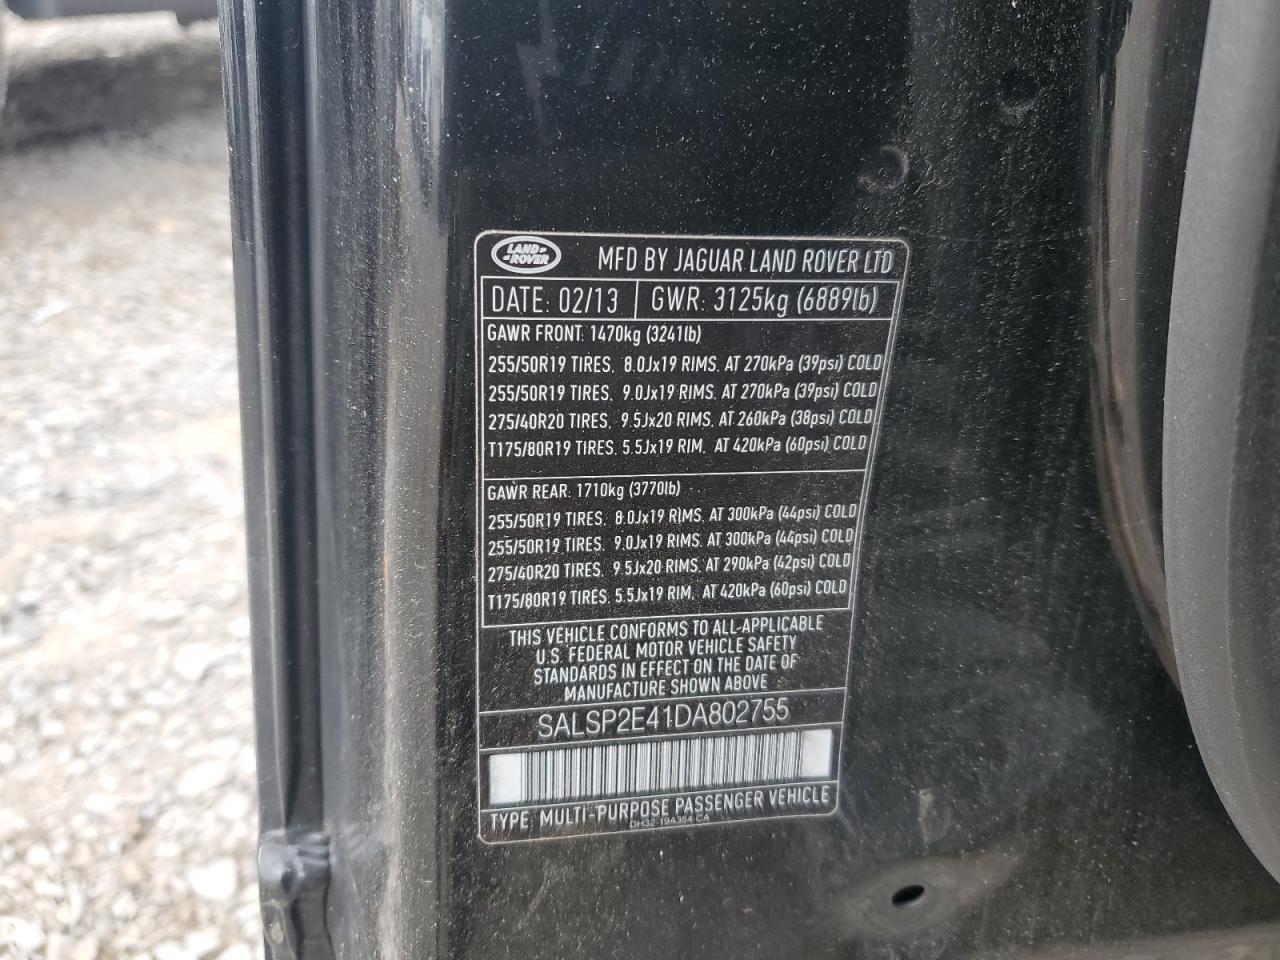 LAND-
-ROVER
MFD BY JAGUAR LAND ROVER LTD
DATE: 02/13 GWR: 3125kg (6889lb)
GAWR FRONT: 1470kg (3241lb)
255/50R19 TIRES, 8.0Jx19 RIMS, AT 270kPa (39psi) COLD
255/50R19 TIRES, 9.0Jx19 RIMS, AT 270kPa (39psi) COLD
275/40R20 TIRES, 9.5Jx20 RIMS, AT 260kPa (38psi) COLD
T175/80R19 TIRES, 5.5Jx19 RIM, AT 420kPa (60psi) COLD
GAWR REAR: 1710kg (3770lb)
255/50R19 TIRES, 8.0Jx19 RIMS, AT 300kPa (44psi) COLD
255/50R19 TIRES, 9.0Jx19 RIMS, AT 300kPa (44psi) COLD
275/40R20 TIRES, 9.5Jx20 RIMS, AT 290kPa (42psi) COLD
T175/80R19 TIRES, 5.5Jx19 RIM, AT 420kPa (60psi) COLD
THIS VEHICLE CONFORMS TO ALL-APPLICABLE
U.S. FEDERAL MOTOR VEHICLE SAFETY
STANDARDS IN EFFECT ON THE DATE OF
MANUFACTURE SHOWN ABOVE
SALSP2E41DA802755
TYPE: MULTI-PURPOSE PASSENGER VEHICLE
DH32-19A354-CA